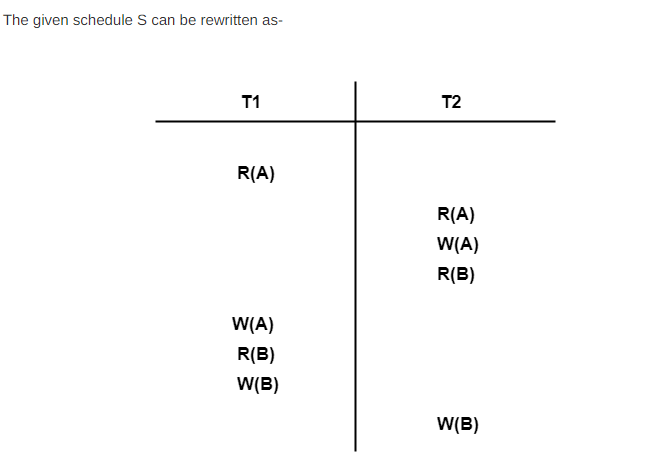 The given schedule S can be rewritten as-
T1 T2
R(A)
R(A)
W(A)
R(B)
W(A)
R(B)
W(B)
W(B)